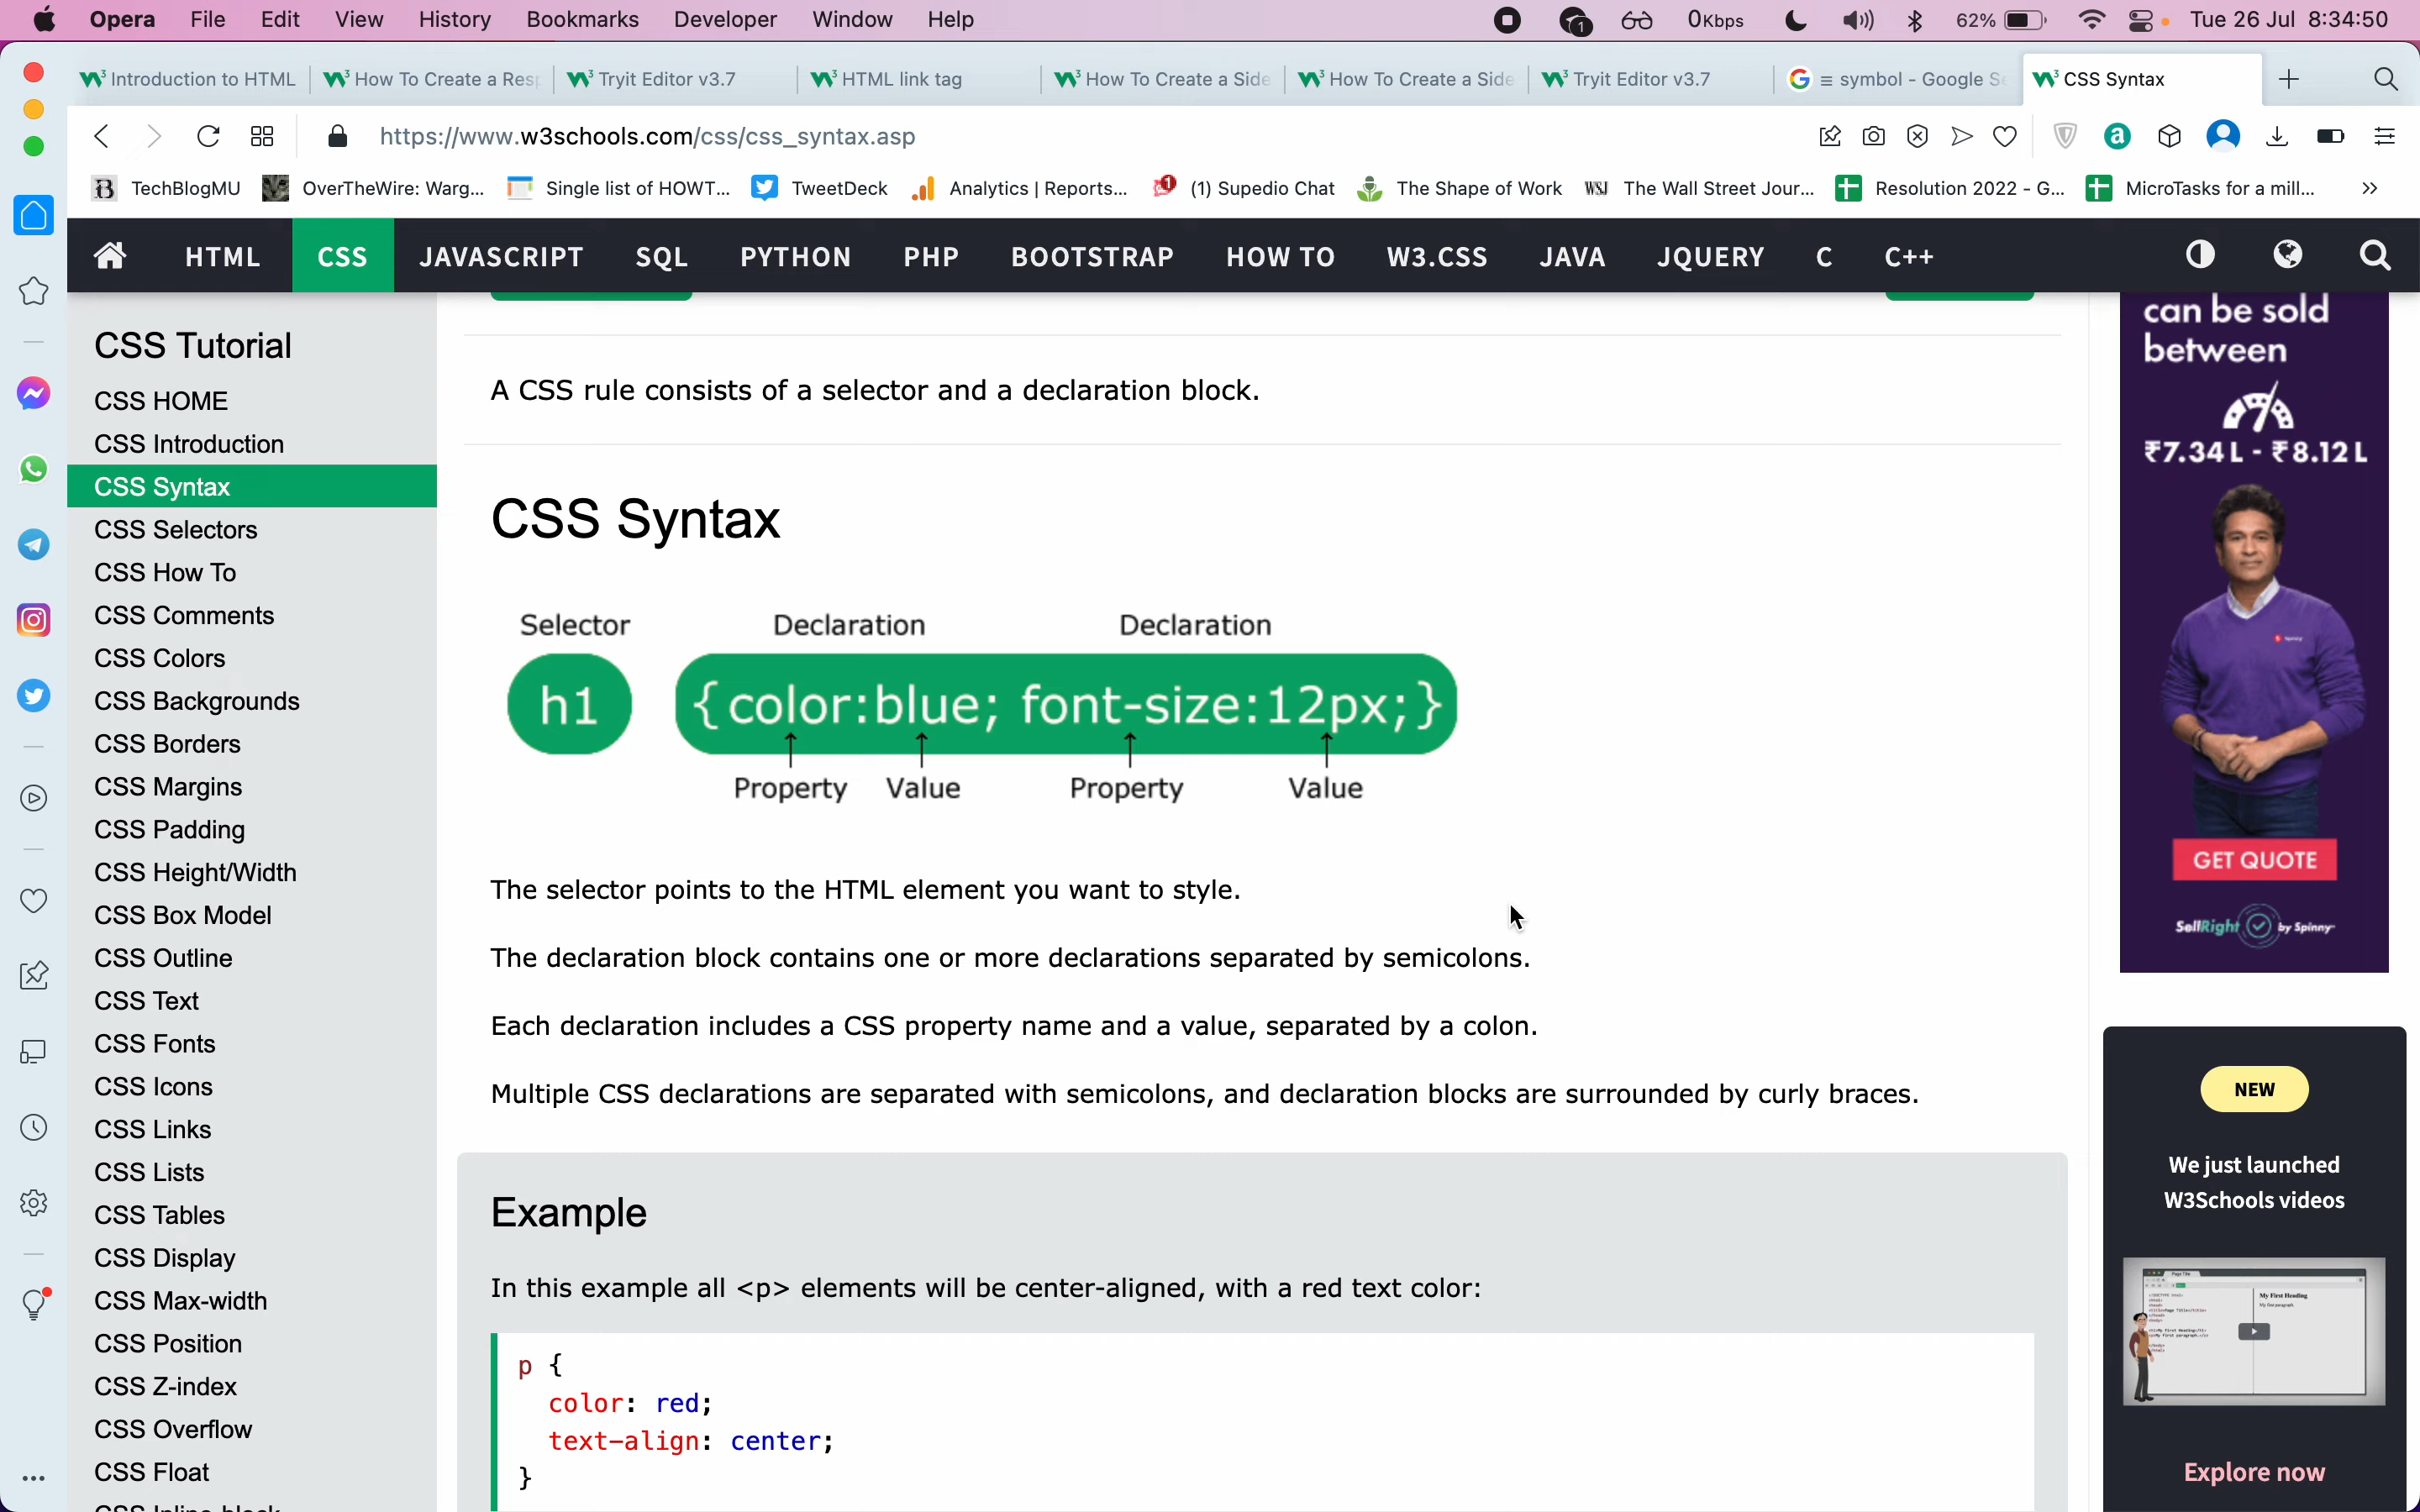 Opera File Edit View History Bookmarks Developer Window Help 1 0Kbps 62% Tue 26 Jul 8:34:50
Introduction to HTML How To Create a Resp Tryit Editor v3.7 HTML link tag How To Create a Side How To Create a Side Tryit Editor v3.7 ≡ symbol - Google Se CSS Syntax
https://www.w3schools.com/css/css_syntax.asp
TechBlogMU OverTheWire: Warg... Single list of HOWT... TweetDeck Analytics | Reports... (1) Supedio Chat The Shape of Work WSJ The Wall Street Jour... Resolution 2022 - G... MicroTasks for a mill... »
HTML CSS JAVASCRIPT SQL PYTHON PHP BOOTSTRAP HOW TO W3.CSS JAVA JQUERY C C++
CSS Tutorial
CSS HOME
CSS Introduction
CSS Syntax
CSS Selectors
CSS How To
CSS Comments
CSS Colors
CSS Backgrounds
CSS Borders
CSS Margins
CSS Padding
CSS Height/Width
CSS Box Model
CSS Outline
CSS Text
CSS Fonts
CSS Icons
CSS Links
CSS Lists
CSS Tables
CSS Display
CSS Max-width
CSS Position
CSS Z-index
CSS Overflow
CSS Float
CSS Inline-block
A CSS rule consists of a selector and a declaration block.
CSS Syntax
Selector Declaration Declaration
h1 {color:blue; font-size:12px;}
Property Value Property Value
The selector points to the HTML element you want to style.
The declaration block contains one or more declarations separated by semicolons.
Each declaration includes a CSS property name and a value, separated by a colon.
Multiple CSS declarations are separated with semicolons, and declaration blocks are surrounded by curly braces.
Example
In this example all <p> elements will be center-aligned, with a red text color:
p {
color: red;
text-align: center;
}
can be sold
between
₹7.34L - ₹8.12L
GET QUOTE
SellRight by Spinny
NEW
We just launched
W3Schools videos
My First Heading
Explore now